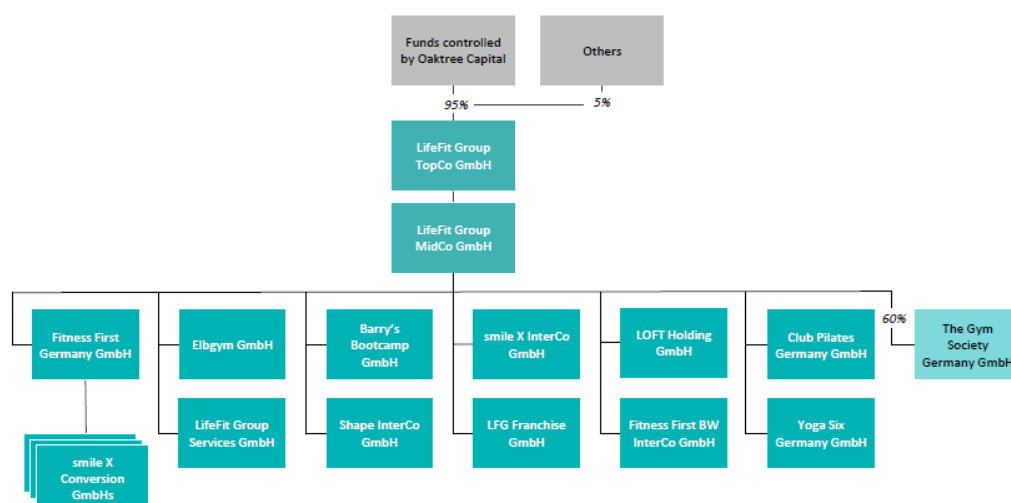 Funds controlled
by Oaktree Capital
Others
95%
5%
LifeFit Group
TopCo GmbH
LifeFit Group
MidCo GmbH
Fitness First
Germany GmbH
Elbgym GmbH
Barry's
Bootcamp
GmbH
smile X InterCo
GmbH
LOFT Holding
GmbH
Club Pilates
Germany GmbH
60%
The Gym
Society
Germany GmbH
LifeFit Group
Services GmbH
Shape InterCo
GmbH
LFG Franchise
GmbH
Fitness First BW
InterCo GmbH
Yoga Six
Germany GmbH
smile X
Conversion
GmbHs